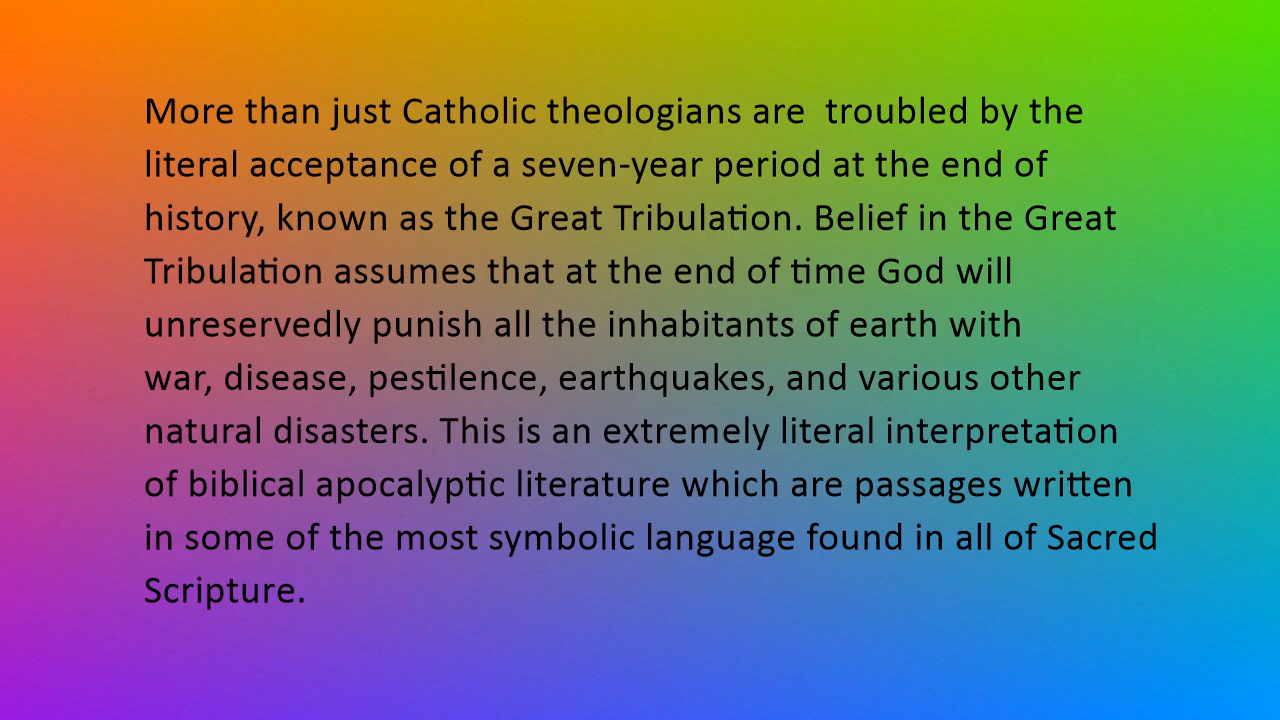 More than just Catholic theologians are  troubled by the
literal acceptance of a seven-year period at the end of
history, known as the Great Tribulation. Belief in the Great
Tribulation assumes that at the end of time God will
unreservedly punish all the inhabitants of earth with
war, disease, pestilence, earthquakes, and various other
natural disasters. This is an extremely literal interpretation
of biblical apocalyptic literature which are passages written
in some of the most symbolic language found in all of Sacred
Scripture.